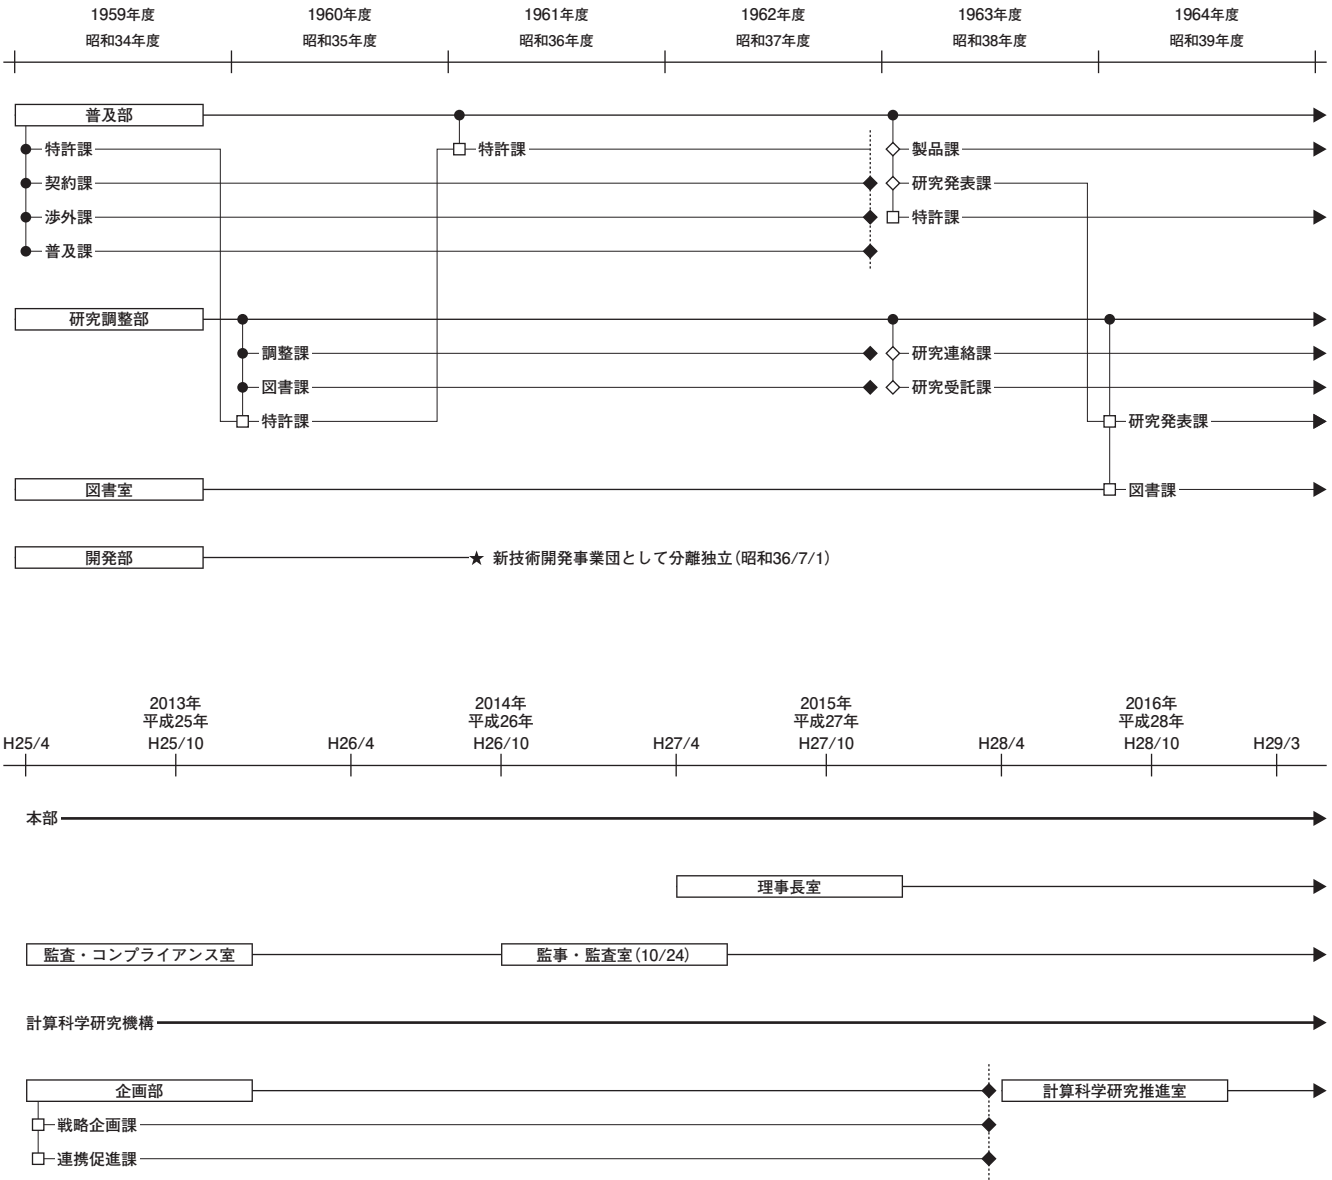 1959年度 1960年度 1961年度 1962年度 1963年度 1964年度
昭和34年度 昭和35年度 昭和36年度 昭和37年度 昭和38年度 昭和39年度
普及部
特許課 特許課 製品課
契約課 研究発表課
渉外課 特許課
普及課
研究調整部
調整課 研究連絡課
図書課 研究受託課
特許課 研究発表課
図書室 図書課
開発部 ★ 新技術開発事業団として分離独立(昭和36/7/1)
2013年 2014年 2015年 2016年
平成25年 平成26年 平成27年 平成28年
H25/4 H25/10 H26/4 H26/10 H27/4 H27/10 H28/4 H28/10 H29/3
本部
理事長室
監査・コンプライアンス室 監事・監査室(10/24)
計算科学研究機構
企画部 計算科学研究推進室
戦略企画課
連携促進課